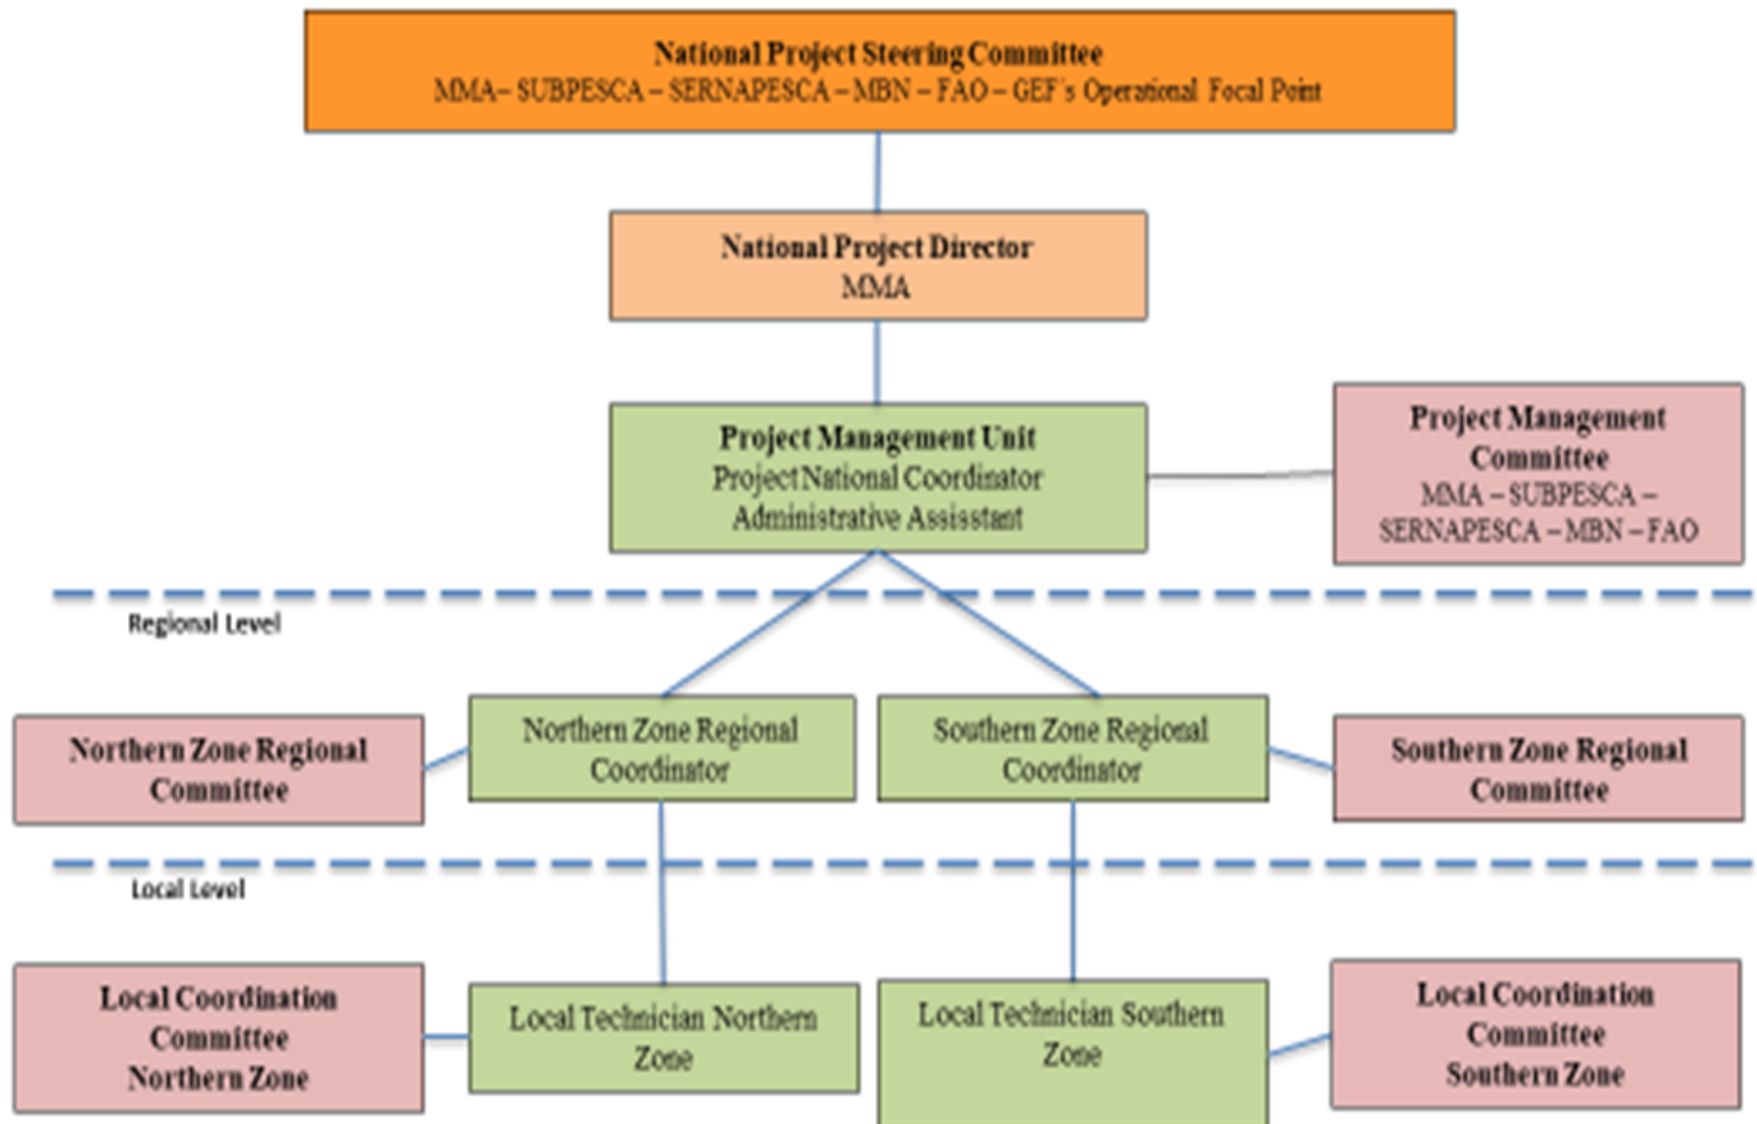 National Project Steering Committee
MMA– SUBPESCA – SERNAPESCA – MBN – FAO – GEF´s Operational Focal Point
National Project Director
MMA
Project Management Unit
Project National Coordinator
Administrative Assisstant
Project Management
Committee
MMA – SUBPESCA –
SERNAPESCA – MBN – FAO
Regional Level
Northern Zone Regional
Committee
Northern Zone Regional
Coordinator
Southern Zone Regional
Coordinator
Southern Zone Regional
Committee
Local Level
Local Coordination
Committee
Northern Zone
Local Technician Northern
Zone
Local Technician Southern
Zone
Local Coordination
Committee
Southern Zone